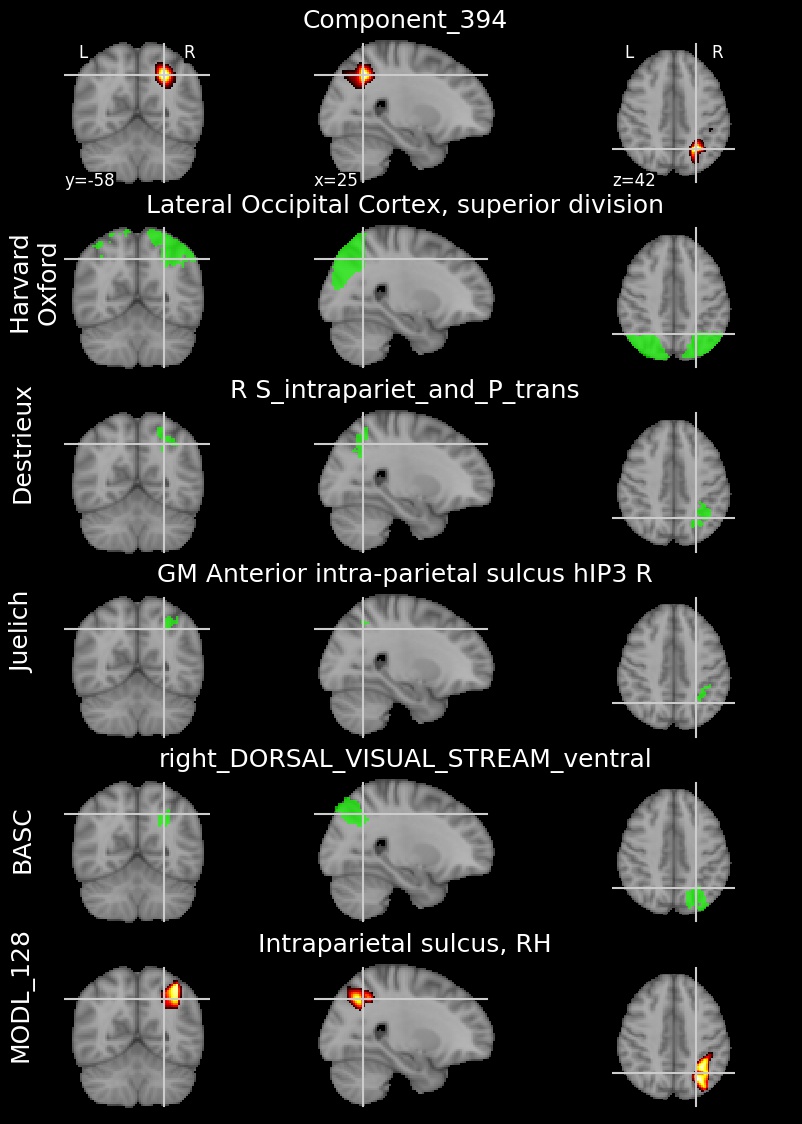 Component_394
L R
L R
y=-58
x=25
z=42
Lateral Occipital Cortex, superior division
Harvard
Oxford
R S_intrapariet_and_P_trans
Destrieux
GM Anterior intra-parietal sulcus hIP3 R
Juelich
right_DORSAL_VISUAL_STREAM_ventral
BASC
Intraparietal sulcus, RH
MODL_128